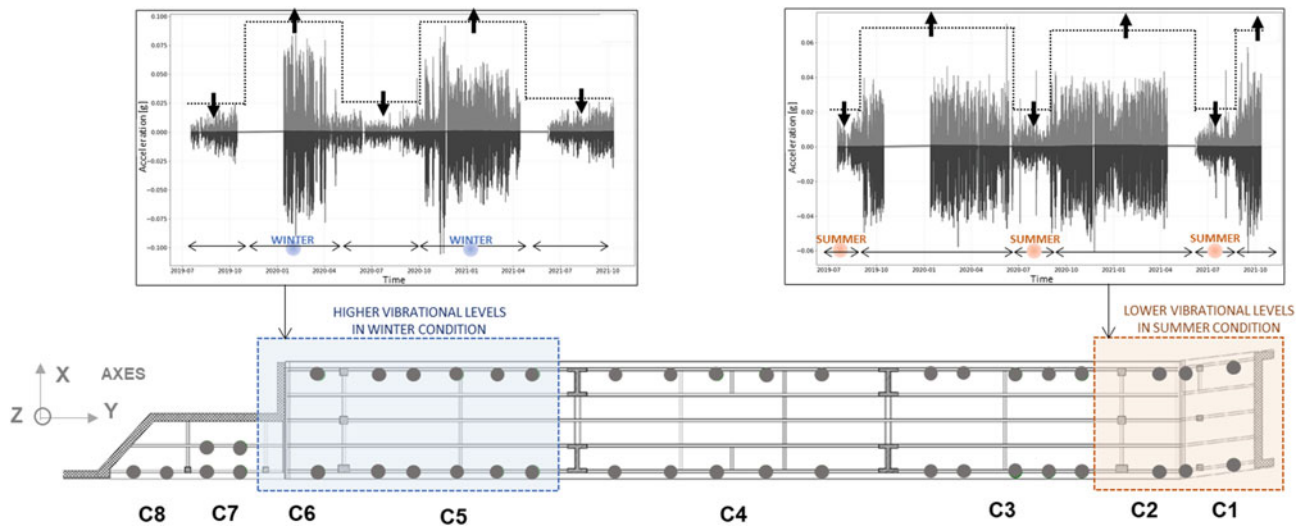 0.100
0.075
0.050
0.025
0.000
−0.025
−0.050
−0.075
−0.100
Acceleration [g]
WINTER
WINTER
2019-07 2019-10 2020-01 2020-04 2020-07 2020-10 2021-01 2021-04 2021-10
Time
0.06
0.04
0.02
0.00
−0.02
−0.04
−0.06
Acceleration [g]
SUMMER
SUMMER
SUMMER
2019-07 2019-10 2020-01 2020-04 2020-07 2020-10 2021-01 2021-04 2021-07 2021-10
Time
HIGHER VIBRATIONAL LEVELS
IN WINTER CONDITION
LOWER VIBRATIONAL LEVELS
IN SUMMER CONDITION
X AXES
Z Y
C8 C7 C6 C5 C4 C3 C2 C1